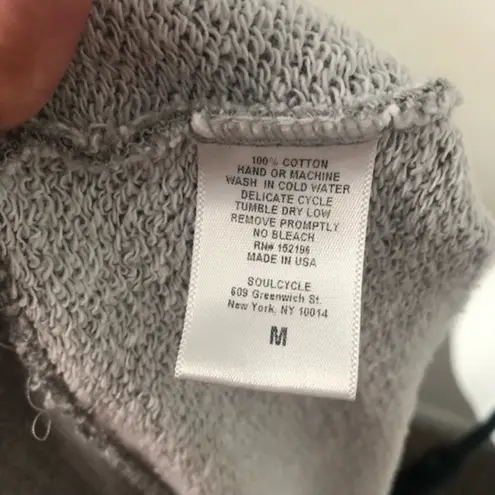 100% COTTON
HAND OR MACHINE
WASH IN COLD WATER
DELICATE CYCLE
TUMBLE DRY LOW
REMOVE PROMPTLY
NO BLEACH
RN# 152196
MADE IN USA
SOULCYCLE
609 Greenwich St.
New York, NY 10014
M